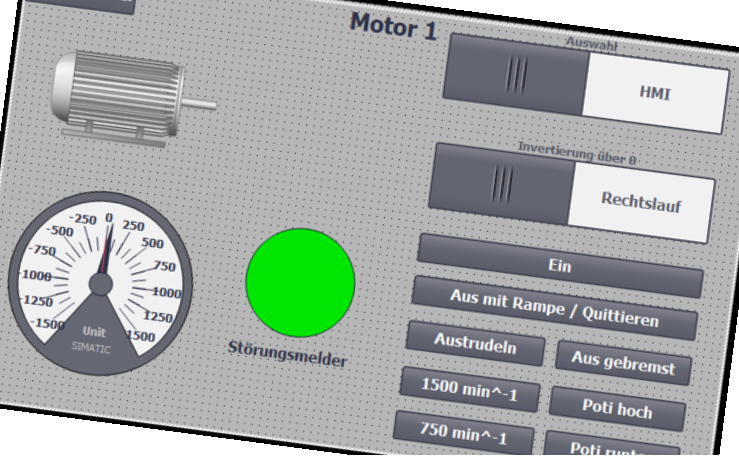 Motor 1
Auswahl
HMI
Invertierung über 0
Rechtslauf
-1500
-1250
-1000
-750
-500
-250
0
250
500
750
1000
1250
1500
Unit
SIMATIC
Störungsmelder
Ein
Aus mit Rampe / Quittieren
Austrudeln
Aus gebremst
1500 min^-1
Poti hoch
750 min^-1
Poti